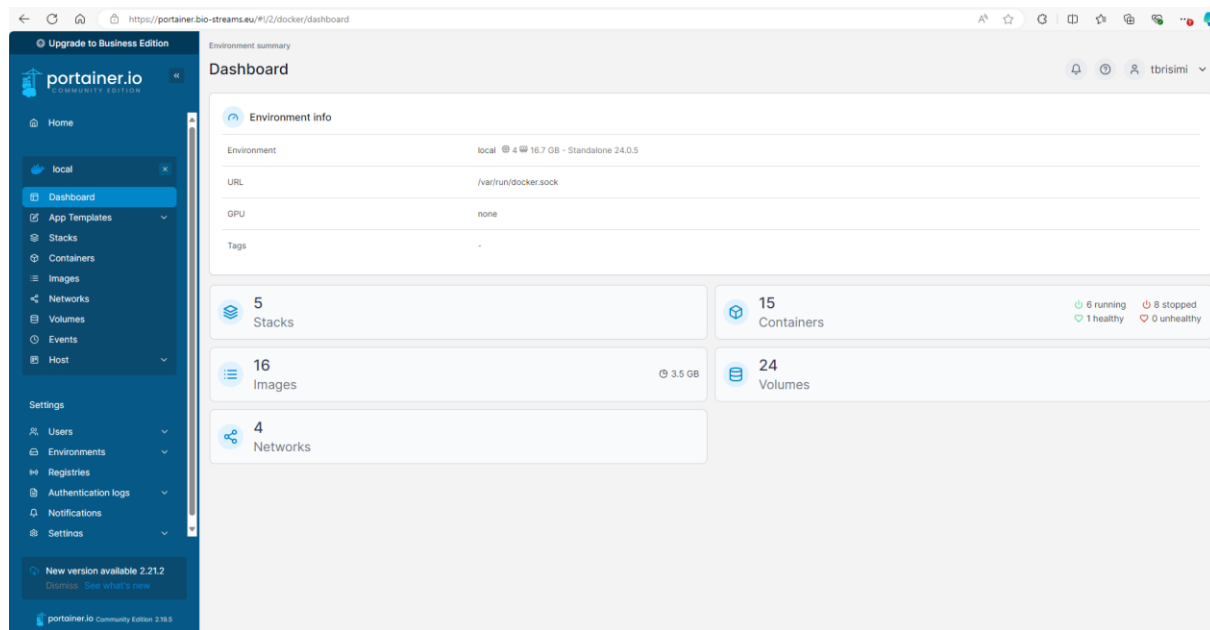 https://portainer.bio-streams.eu/#!/2/docker/dashboard
Upgrade to Business Edition
portainer.io
COMMUNITY EDITION
Home
local
Dashboard
App Templates
Stacks
Containers
Images
Networks
Volumes
Events
Host
Settings
Users
Environments
Registries
Authentication logs
Notifications
Settings
New version available 2.21.2
Dismiss See what's new
portainer.io Community Edition 2.19.5
Environment summary
Dashboard
tbrisimi
Environment info
Environment local 4 16.7 GB - Standalone 24.0.5
URL /var/run/docker.sock
GPU none
Tags -
5
Stacks
15
Containers
6 running 8 stopped
1 healthy 0 unhealthy
16
Images
3.5 GB
24
Volumes
4
Networks